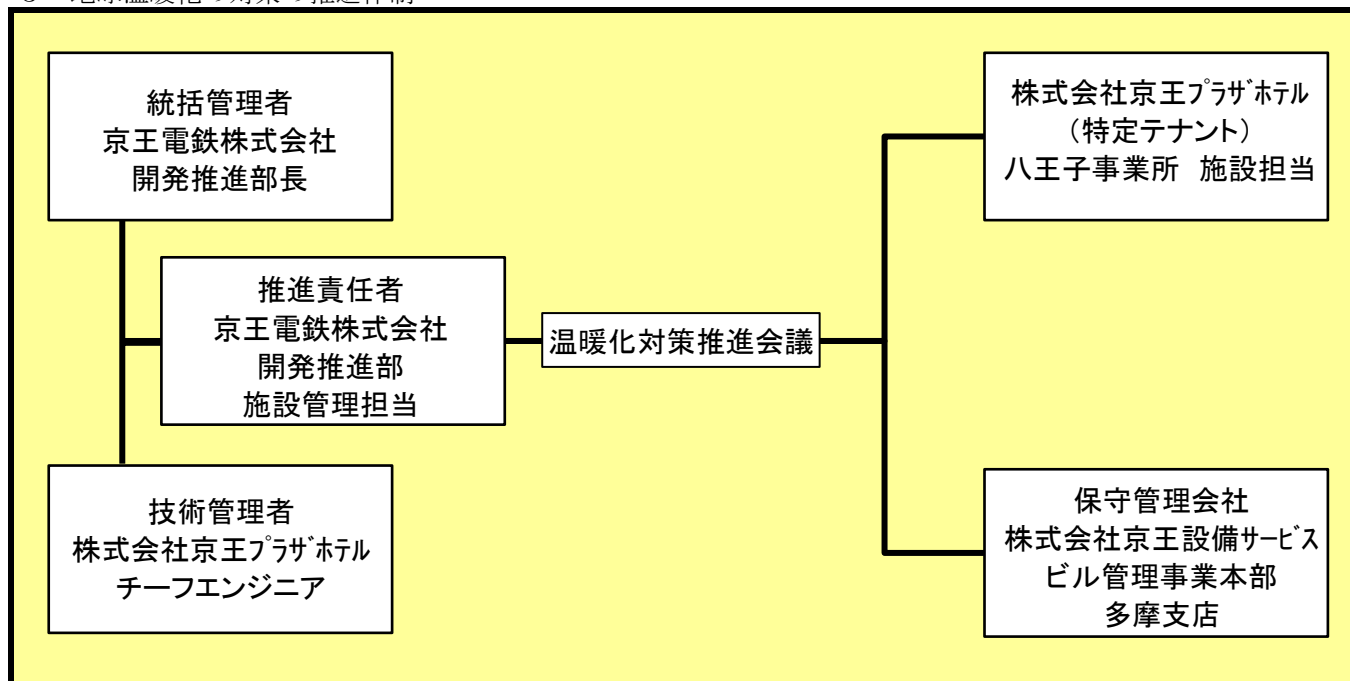 統括管理者
京王電鉄株式会社
開発推進部長
推進責任者
京王電鉄株式会社
開発推進部
施設管理担当
技術管理者
株式会社京王ﾌﾟﾗｻﾞﾎﾃﾙ
チーフエンジニア
温暖化対策推進会議
株式会社京王ﾌﾟﾗｻﾞﾎﾃﾙ
（特定テナント）
八王子事業所 施設担当
保守管理会社
株式会社京王設備ｻｰﾋﾞｽ
ビル管理事業本部
多摩支店